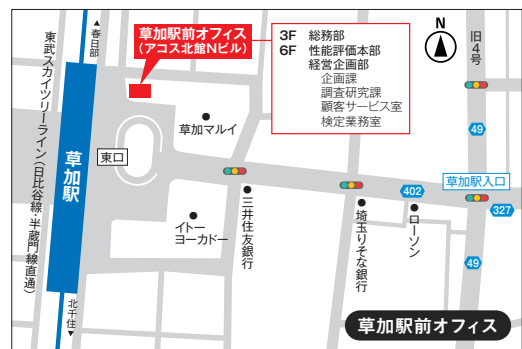 草加駅前オフィス
(アコス北館Nビル)
3F 総務部
6F 性能評価本部
経営企画部
企画課
調査研究課
顧客サービス室
検定業務室
N
旧4号
▲春日部
東武スカイツリーライン(日比谷線・半蔵門線直通)
草加駅
東口
草加マルイ
49
草加駅入口
402
327
イトー
ヨーカドー
三井住友銀行
埼玉りそな銀行
ローソン
49
北千住▼
草加駅前オフィス